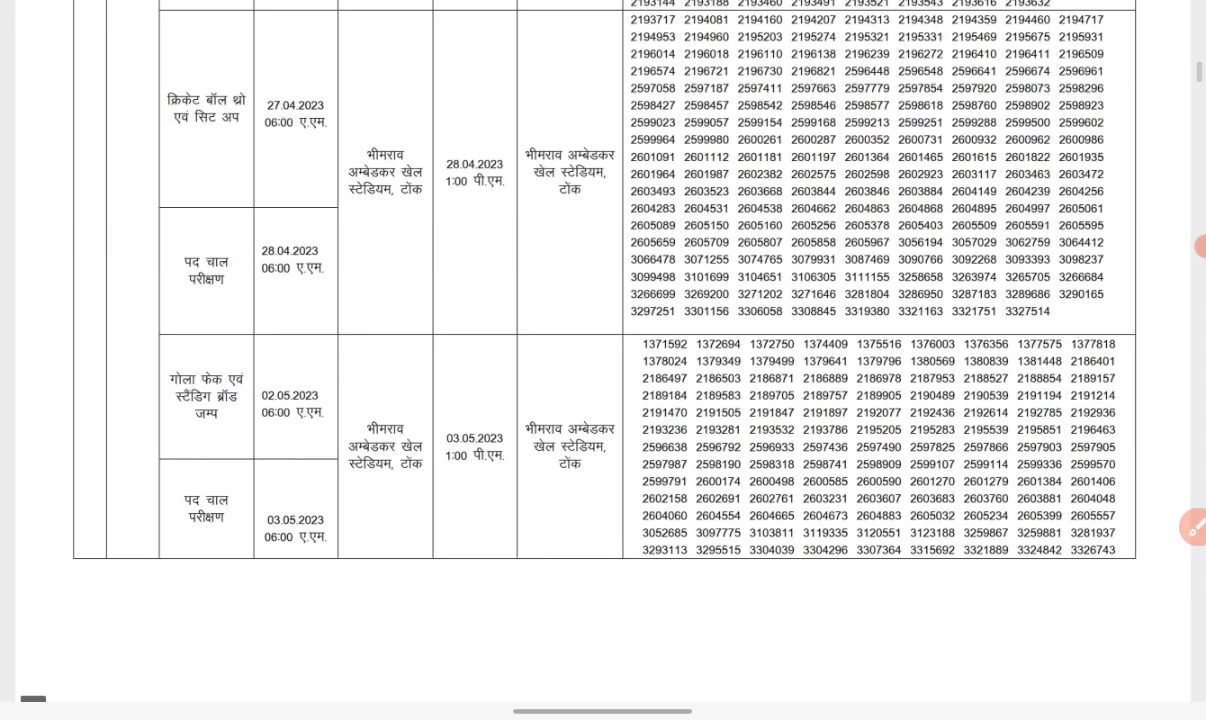 2193144 2193188 2193460 2193491 2193521 2193543 2193616 2193632
क्रिकेट बॉल थ्रो
एवं सिट अप
27.04.2023
06:00 ए.एम.
पद चाल
परीक्षण
28.04.2023
06:00 ए.एम.
भीमराव
अम्बेडकर खेल
स्टेडियम, टोंक
28.04.2023
1:00 पी.एम.
भीमराव अम्बेडकर
खेल स्टेडियम,
टोंक
2193717 2194081 2194160 2194207 2194313 2194348 2194359 2194460 2194717
2194953 2194960 2195203 2195274 2195321 2195331 2195469 2195675 2195931
2196014 2196018 2196110 2196138 2196239 2196272 2196410 2196411 2196509
2196574 2196721 2196730 2196821 2596448 2596548 2596641 2596674 2596961
2597058 2597187 2597411 2597663 2597779 2597854 2597920 2598073 2598296
2598427 2598457 2598542 2598546 2598577 2598618 2598760 2598902 2598923
2599023 2599057 2599154 2599168 2599213 2599251 2599288 2599500 2599602
2599964 2599980 2600261 2600287 2600352 2600731 2600932 2600962 2600986
2601091 2601112 2601181 2601197 2601364 2601465 2601615 2601822 2601935
2601964 2601987 2602382 2602575 2602598 2602923 2603117 2603463 2603472
2603493 2603523 2603668 2603844 2603846 2603884 2604149 2604239 2604256
2604283 2604531 2604538 2604662 2604863 2604868 2604895 2604997 2605061
2605089 2605150 2605160 2605256 2605378 2605403 2605509 2605591 2605595
2605659 2605709 2605807 2605858 2605967 3056194 3057029 3062759 3064412
3066478 3071255 3074765 3079931 3087469 3090766 3092268 3093393 3098237
3099498 3101699 3104651 3106305 3111155 3258658 3263974 3265705 3266684
3266699 3269200 3271202 3271646 3281804 3286950 3287183 3289686 3290165
3297251 3301156 3306058 3308845 3319380 3321163 3321751 3327514
गोला फेक एवं
स्टैंडिग ब्रॉड
जम्प
02.05.2023
06:00 ए.एम.
पद चाल
परीक्षण
03.05.2023
06:00 ए.एम.
भीमराव
अम्बेडकर खेल
स्टेडियम, टोंक
03.05.2023
1:00 पी.एम.
भीमराव अम्बेडकर
खेल स्टेडियम,
टोंक
1371592 1372694 1372750 1374409 1375516 1376003 1376356 1377575 1377818
1378024 1379349 1379499 1379641 1379796 1380569 1380839 1381448 2186401
2186497 2186503 2186871 2186889 2186978 2187953 2188527 2188854 2189157
2189184 2189583 2189705 2189757 2189905 2190489 2190539 2191194 2191214
2191470 2191505 2191847 2191897 2192077 2192436 2192614 2192785 2192936
2193236 2193281 2193532 2193786 2195205 2195283 2195539 2195851 2196463
2596638 2596792 2596933 2597436 2597490 2597825 2597866 2597903 2597905
2597987 2598190 2598318 2598741 2598909 2599107 2599114 2599336 2599570
2599791 2600174 2600498 2600585 2600590 2601270 2601279 2601384 2601406
2602158 2602691 2602761 2603231 2603607 2603683 2603760 2603881 2604048
2604060 2604554 2604665 2604673 2604883 2605032 2605234 2605399 2605557
3052685 3097775 3103811 3119335 3120551 3123188 3259867 3259881 3281937
3293113 3295515 3304039 3304296 3307364 3315692 3321889 3324842 3326743